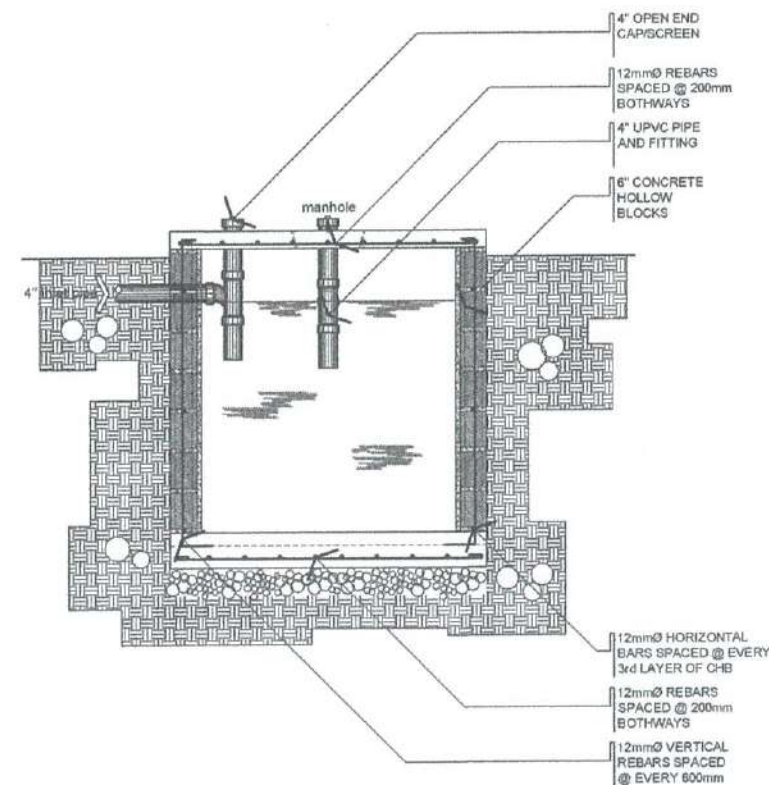 4" OPEN END
CAP/SCREEN
12mmØ REBARS
SPACED @ 200mm
BOTHWAYS
4" UPVC PIPE
AND FITTING
6" CONCRETE
HOLLOW
BLOCKS
manhole
4"
12mmØ HORIZONTAL
BARS SPACED @ EVERY
3rd LAYER OF CHB
12mmØ REBARS
SPACED @ 200mm
BOTHWAYS
12mmØ VERTICAL
REBARS SPACED
@ EVERY 600mm